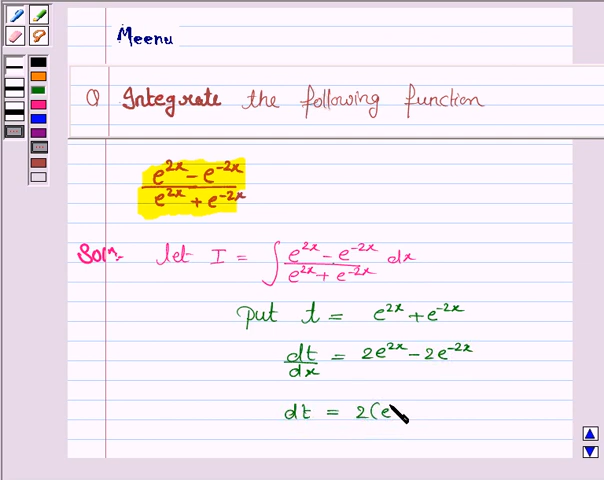 Meenu
Q Integrate the following function
e^2x - e^-2x / e^2x + e^-2x
Soln:- let I = ∫ e^2x - e^-2x / e^2x + e^-2x dx
put t = e^2x + e^-2x
dt/dx = 2e^2x - 2e^-2x
dt = 2(e